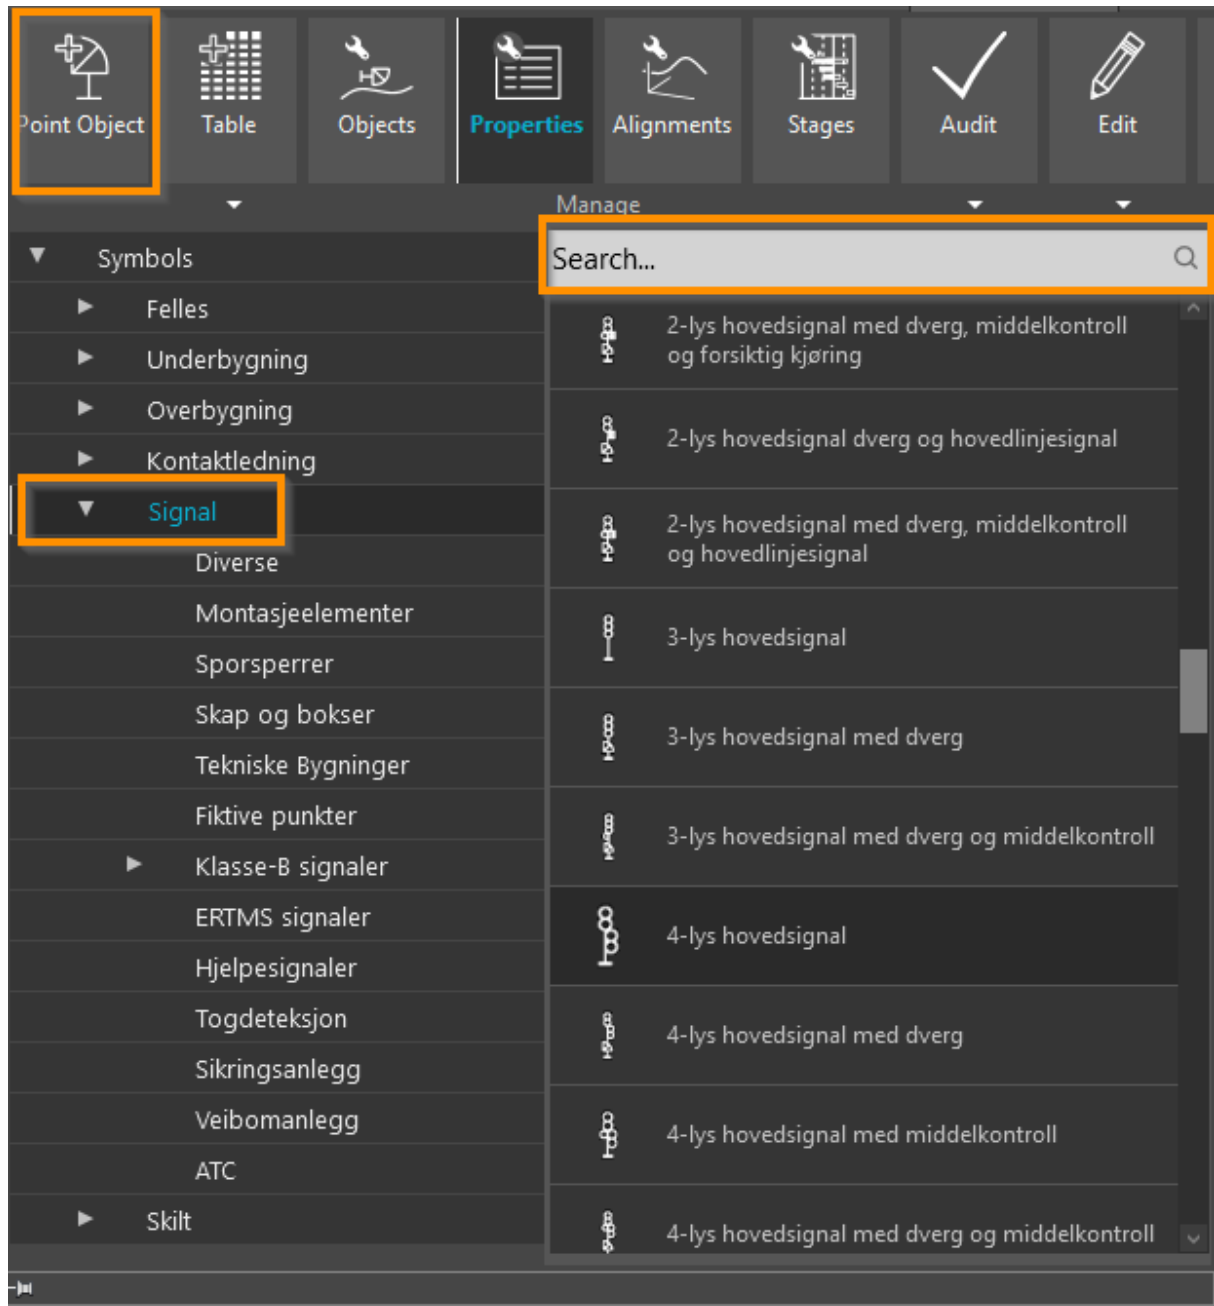 Point Object
Table
Objects
Properties
Alignments
Stages
Audit
Edit
Manage
Symbols
Felles
Underbygning
Overbygning
Kontaktledning
Signal
Diverse
Montasjeelementer
Sporsperrer
Skap og bokser
Tekniske Bygninger
Fiktive punkter
Klasse-B signaler
ERTMS signaler
Hjelpesignaler
Togdeteksjon
Sikringsanlegg
Veibomanlegg
ATC
Skilt
Search...
2-lys hovedsignal med dverg, middelkontroll
og forsiktig kjøring
2-lys hovedsignal dverg og hovedlinjesignal
2-lys hovedsignal med dverg, middelkontroll
og hovedlinjesignal
3-lys hovedsignal
3-lys hovedsignal med dverg
3-lys hovedsignal med dverg og middelkontroll
4-lys hovedsignal
4-lys hovedsignal med dverg
4-lys hovedsignal med middelkontroll
4-lys hovedsignal med dverg og middelkontroll